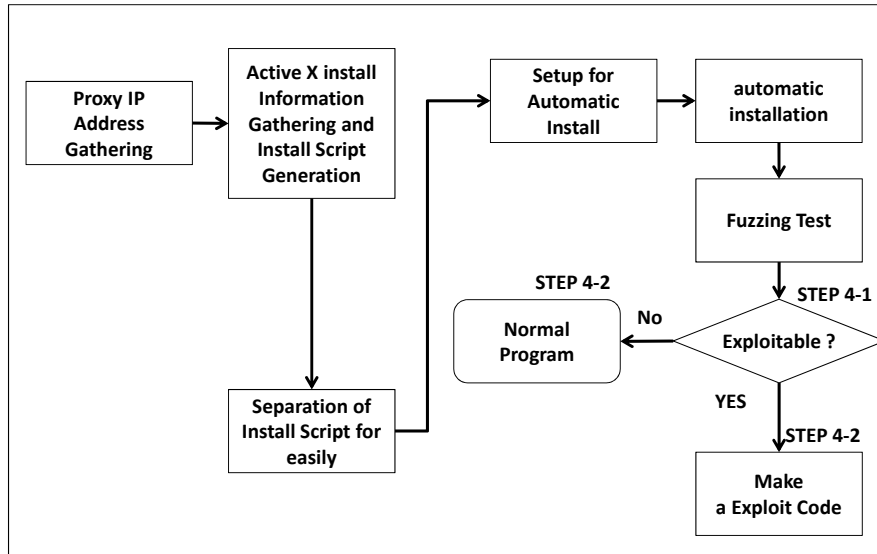 Proxy IP
Address
Gathering
Active X install
Information
Gathering and
Install Script
Generation
Separation of
Install Script for
easily
Setup for
Automatic
Install
automatic
installation
Fuzzing Test
STEP 4-1
Exploitable ?
No
STEP 4-2
Normal
Program
YES
STEP 4-2
Make
a Exploit Code